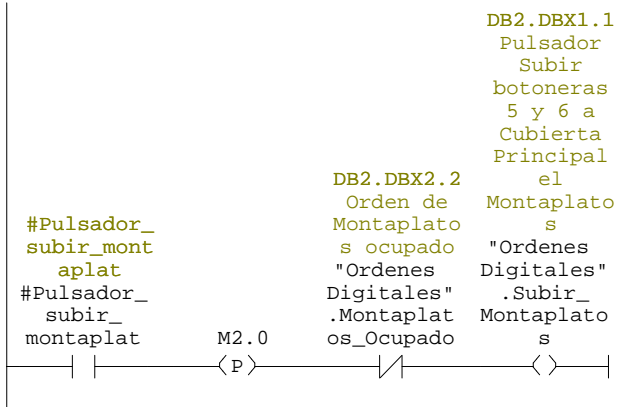 DB2.DBX1.1
Pulsador
Subir
botoneras
5 y 6 a
Cubierta
Principal
el
Montaplato
s
"Ordenes
Digitales"
.Subir_
Montaplato
s
DB2.DBX2.2
Orden de
Montaplato
s ocupado
"Ordenes
Digitales"
.Montaplat
os_Ocupado
#Pulsador_
subir_mont
aplat
#Pulsador_
subir_
montaplat
M2.0
P